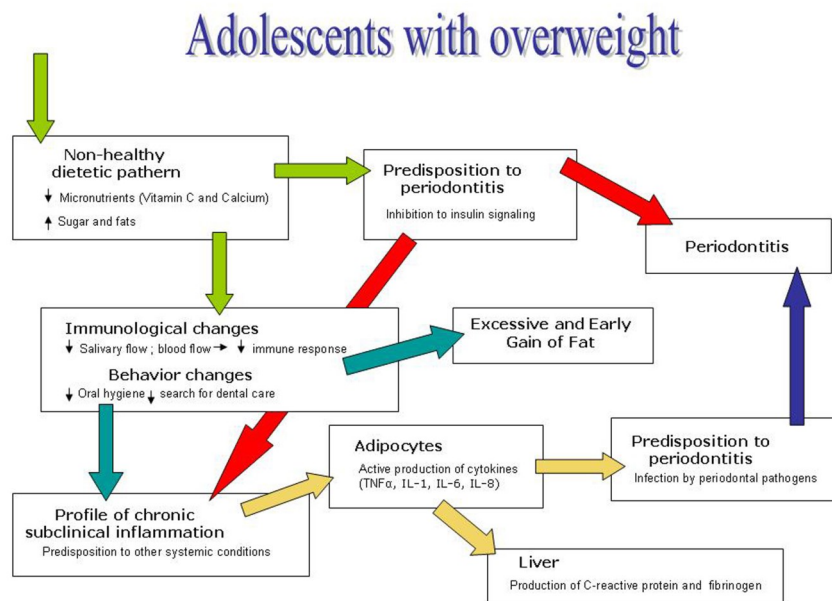 Adolescents with overweight
Non-healthy
dietetic pathern
↓ Micronutrients (Vitamin C and Calcium)
↑ Sugar and fats
Predisposition to
periodontitis
Inhibition to insulin signaling
Periodontitis
Immunological changes
↓ Salivary flow ; blood flow → ↓ immune response
Behavior changes
↓ Oral hygiene ↓ search for dental care
Excessive and Early
Gain of Fat
Adipocytes
Active production of cytokines
(TNFα, IL-1, IL-6, IL-8)
Predisposition to
periodontitis
Infection by periodontal pathogens
Profile of chronic
subclinical inflammation
Predisposition to other systemic conditions
Liver
Production of C-reactive protein and fibrinogen